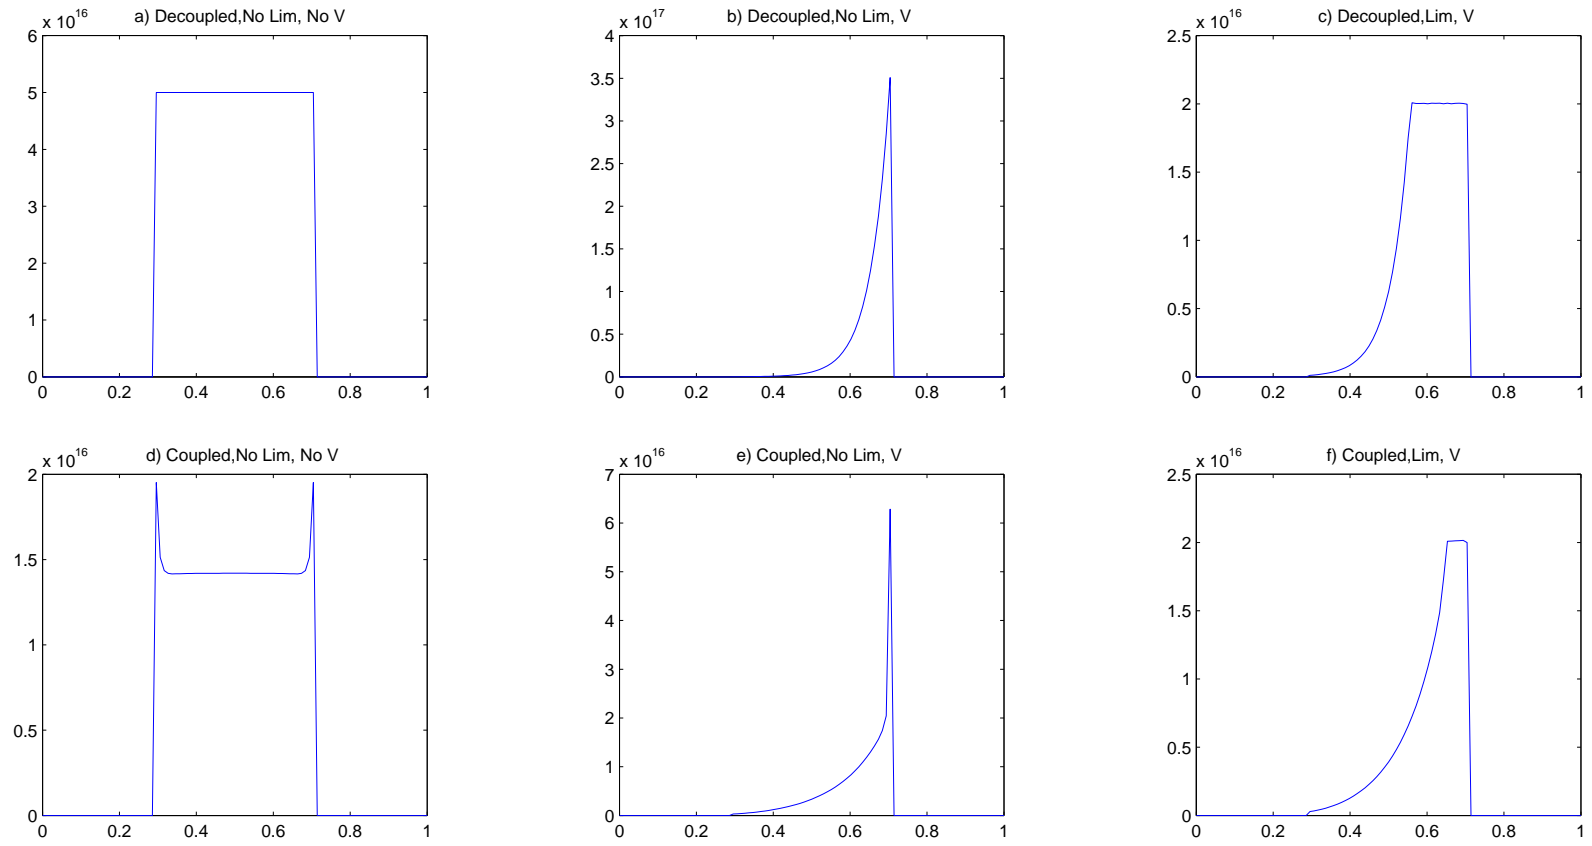 a) Decoupled,No Lim, No V
x 10^16
6
5
4
3
2
1
0
0 0.2 0.4 0.6 0.8 1
b) Decoupled,No Lim, V
x 10^17
4
3.5
3
2.5
2
1.5
1
0.5
0
0 0.2 0.4 0.6 0.8 1
c) Decoupled,Lim, V
x 10^16
2.5
2
1.5
1
0.5
0
0 0.2 0.4 0.6 0.8 1
d) Coupled,No Lim, No V
x 10^16
2
1.5
1
0.5
0
0 0.2 0.4 0.6 0.8 1
e) Coupled,No Lim, V
x 10^16
7
6
5
4
3
2
1
0
0 0.2 0.4 0.6 0.8 1
f) Coupled,Lim, V
x 10^16
2.5
2
1.5
1
0.5
0
0 0.2 0.4 0.6 0.8 1